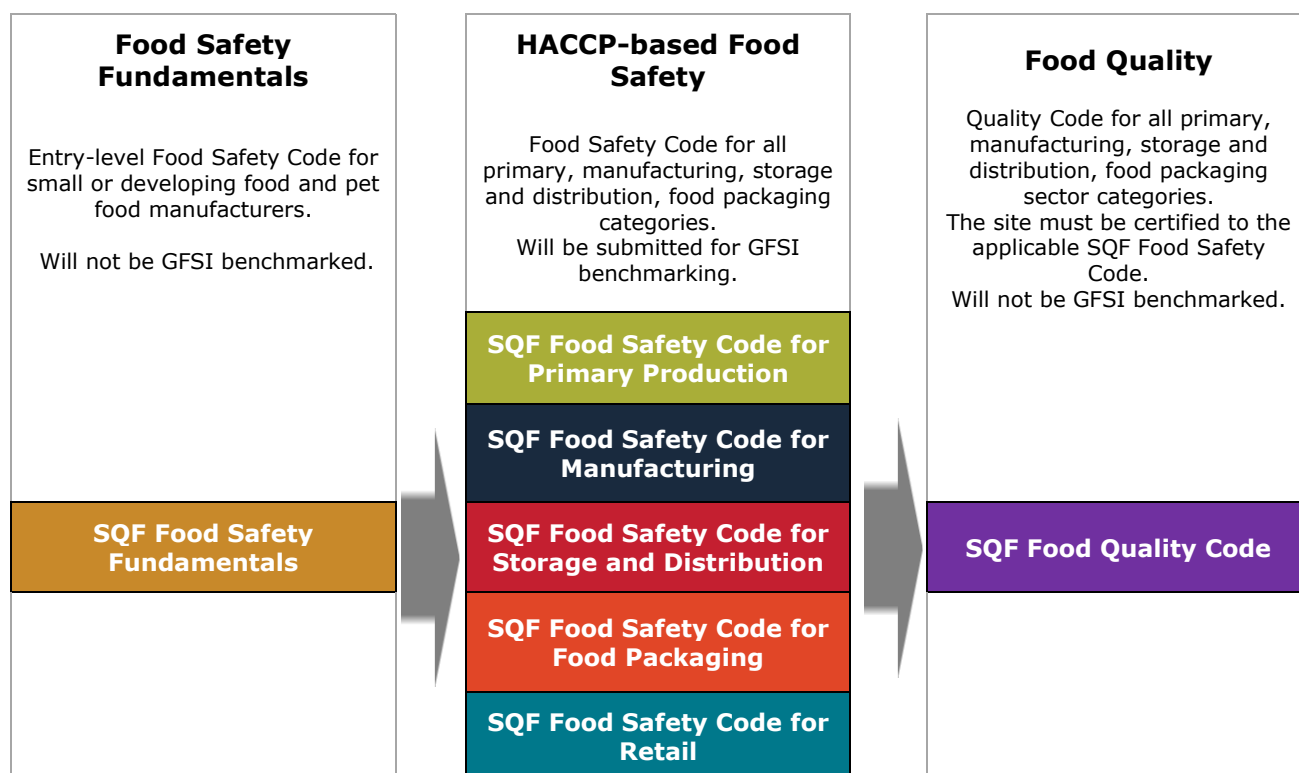 Food Safety
Fundamentals
Entry-level Food Safety Code for
small or developing food and pet
food manufacturers.
Will not be GFSI benchmarked.
SQF Food Safety
Fundamentals
HACCP-based Food
Safety
Food Safety Code for all
primary, manufacturing, storage
and distribution, food packaging
categories.
Will be submitted for GFSI
benchmarking.
SQF Food Safety Code for
Primary Production
SQF Food Safety Code for
Manufacturing
SQF Food Safety Code for
Storage and Distribution
SQF Food Safety Code for
Food Packaging
SQF Food Safety Code for
Retail
Food Quality
Quality Code for all primary,
manufacturing, storage and
distribution, food packaging
sector categories.
The site must be certified to the
applicable SQF Food Safety
Code.
Will not be GFSI benchmarked.
SQF Food Quality Code